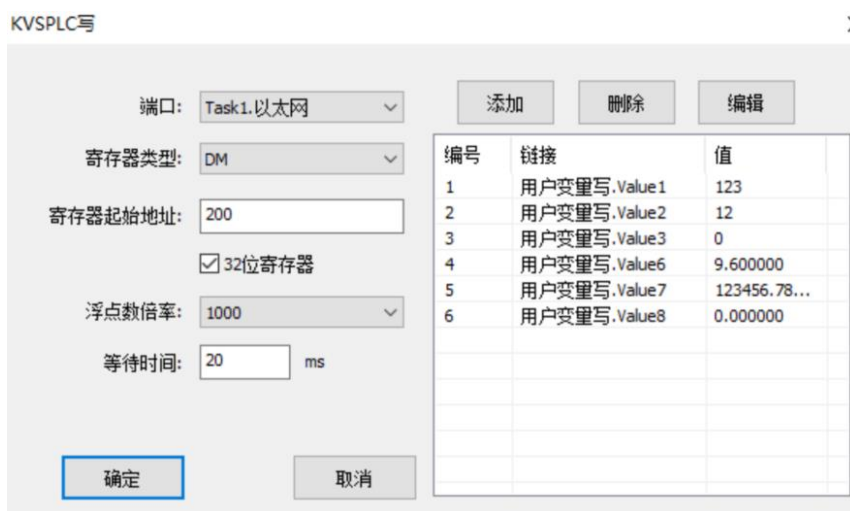 KVSPLC写
端口: Task1.以太网
寄存器类型: DM
寄存器起始地址: 200
32位寄存器
浮点数倍率: 1000
等待时间: 20 ms
确定 取消
添加 删除 编辑
编号 链接 值
1 用户变量写.Value1 123
2 用户变量写.Value2 12
3 用户变量写.Value3 0
4 用户变量写.Value6 9.600000
5 用户变量写.Value7 123456.78...
6 用户变量写.Value8 0.000000